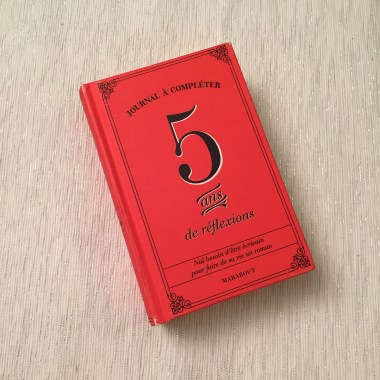 JOURNAL À COMPLÉTER
5
ans
de réflexions
Nul besoin d'être écrivain
pour faire de sa vie un roman
MARABOUT